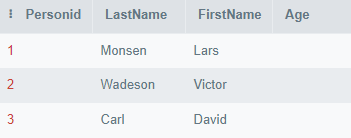 Personid LastName FirstName Age
1 Monsen Lars
2 Wadeson Victor
3 Carl David